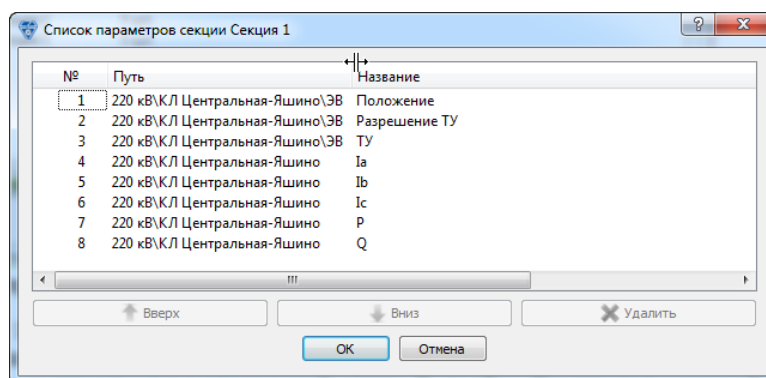 Список параметров секции Секция 1
№ Путь Название
1 220 кВ\КЛ Центральная-Яшино\ЭВ Положение
2 220 кВ\КЛ Центральная-Яшино\ЭВ Разрешение ТУ
3 220 кВ\КЛ Центральная-Яшино\ЭВ ТУ
4 220 кВ\КЛ Центральная-Яшино Ia
5 220 кВ\КЛ Центральная-Яшино Ib
6 220 кВ\КЛ Центральная-Яшино Ic
7 220 кВ\КЛ Центральная-Яшино P
8 220 кВ\КЛ Центральная-Яшино Q
Вверх Вниз Удалить
ОК Отмена